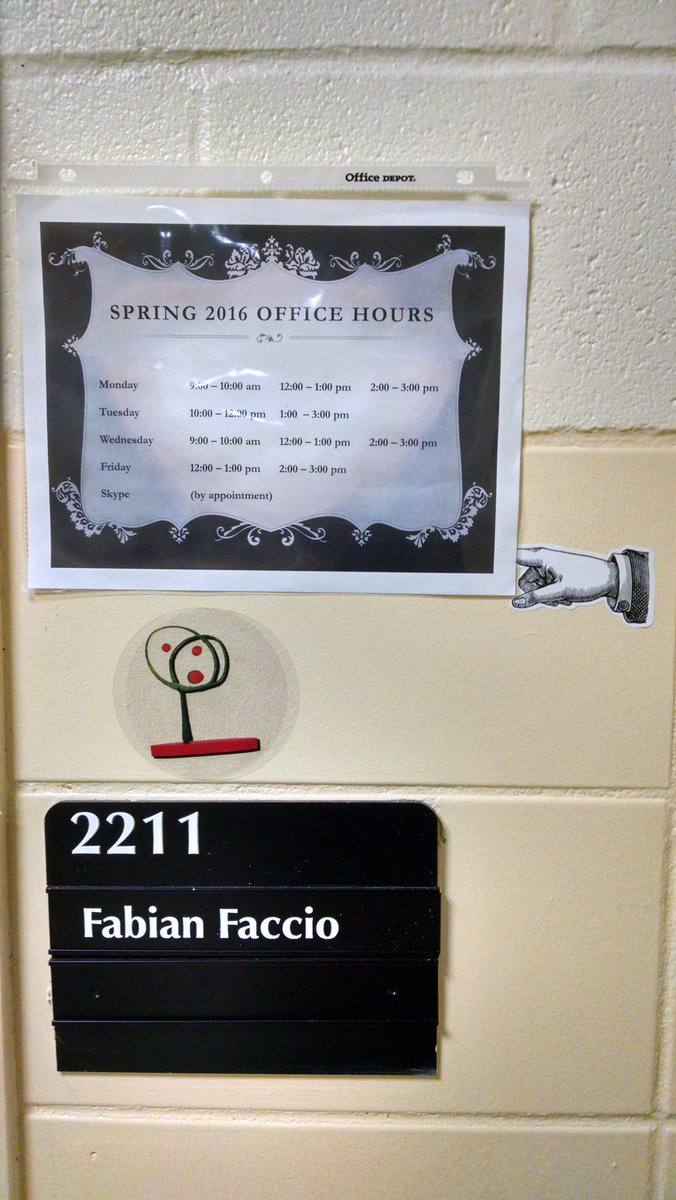 Office DEPOT.
SPRING 2016 OFFICE HOURS
Monday 9:00 – 10:00 am 12:00 – 1:00 pm 2:00 – 3:00 pm
Tuesday 10:00 – 12:00 pm 1:00 – 3:00 pm
Wednesday 9:00 – 10:00 am 12:00 – 1:00 pm 2:00 – 3:00 pm
Friday 12:00 – 1:00 pm 2:00 – 3:00 pm
Skype (by appointment)
2211
Fabian Faccio